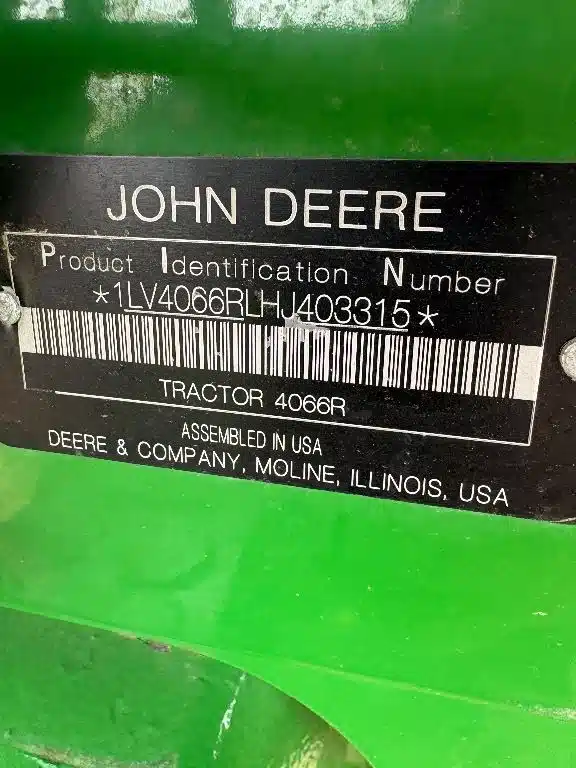 JOHN DEERE
Product Identification Number
*1LV4066RLHJ403315*
TRACTOR 4066R
ASSEMBLED IN USA
DEERE & COMPANY, MOLINE, ILLINOIS, USA